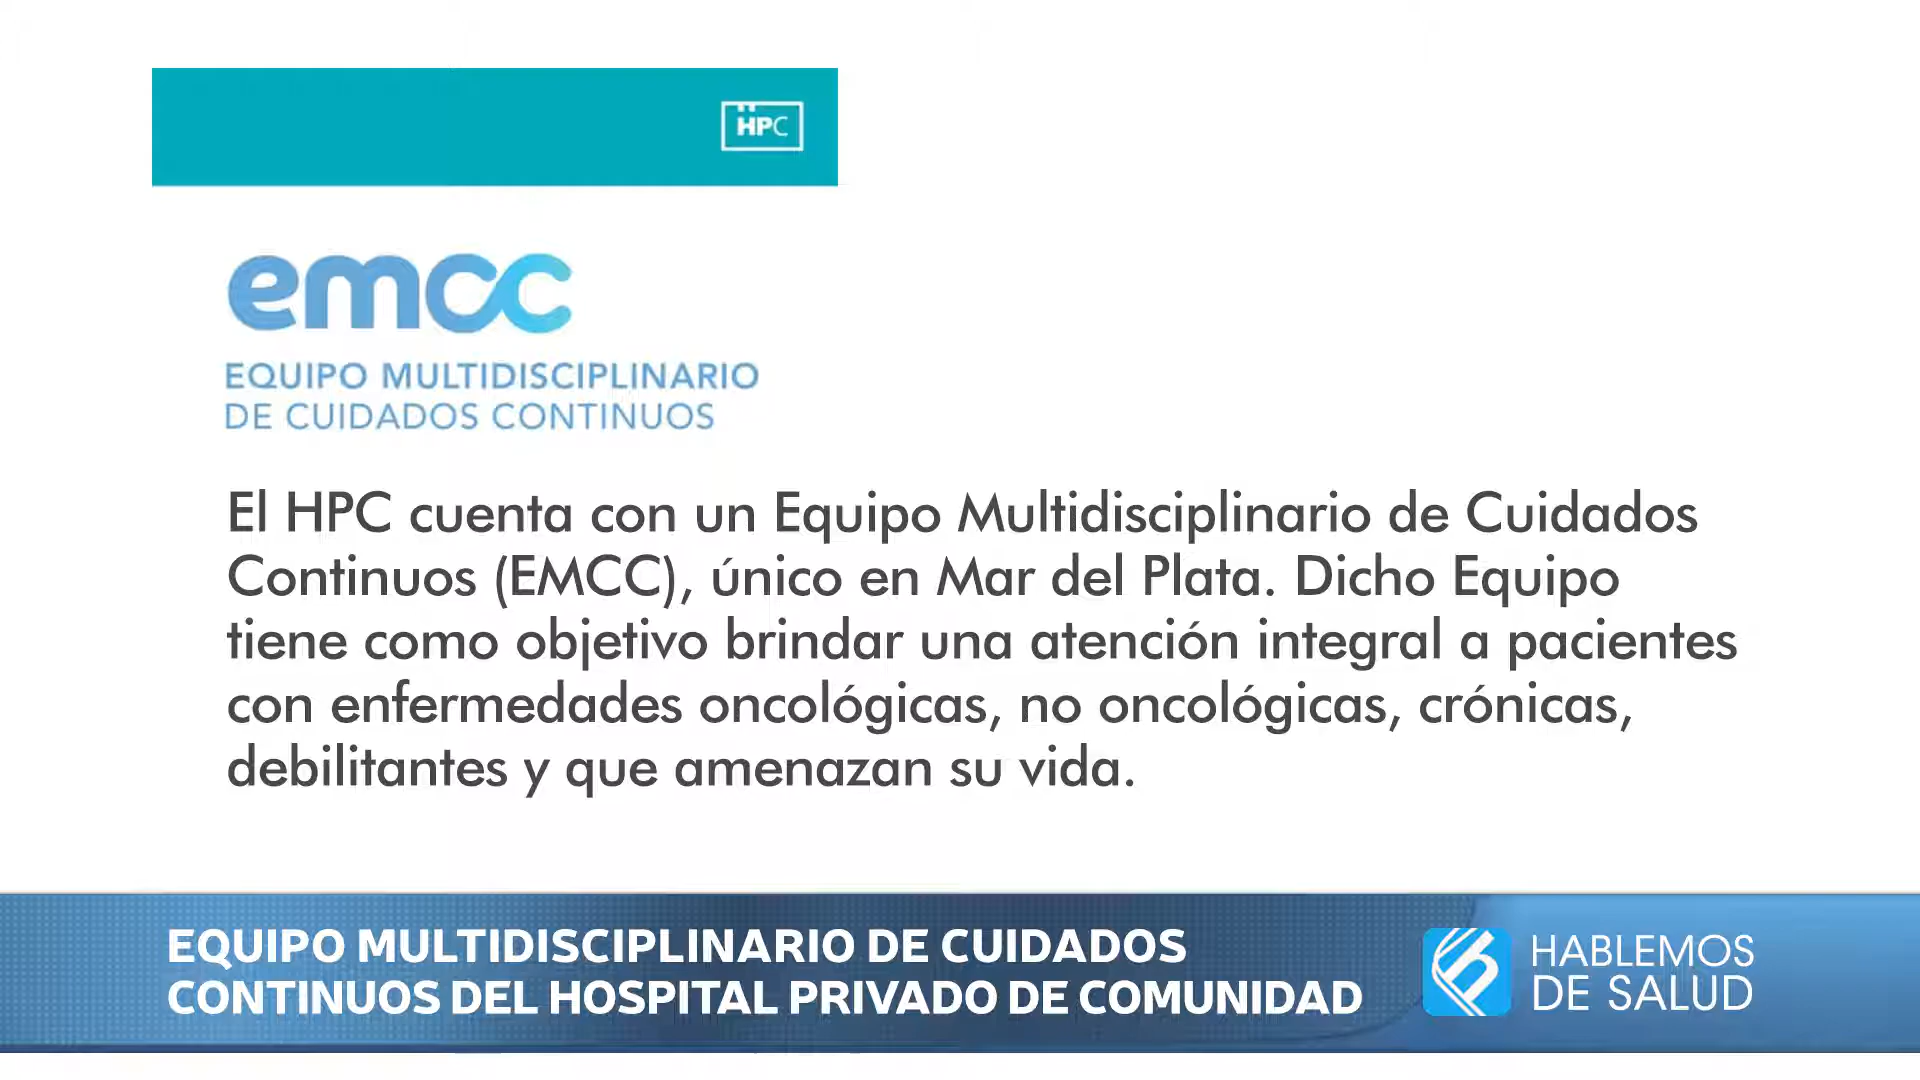 HPC
emcc
EQUIPO MULTIDISCIPLINARIO
DE CUIDADOS CONTINUOS
El HPC cuenta con un Equipo Multidisciplinario de Cuidados
Continuos (EMCC), único en Mar del Plata. Dicho Equipo
tiene como objetivo brindar una atención integral a pacientes
con enfermedades oncológicas, no oncológicas, crónicas,
debilitantes y que amenazan su vida.
EQUIPO MULTIDISCIPLINARIO DE CUIDADOS
CONTINUOS DEL HOSPITAL PRIVADO DE COMUNIDAD
HABLEMOS
DE SALUD